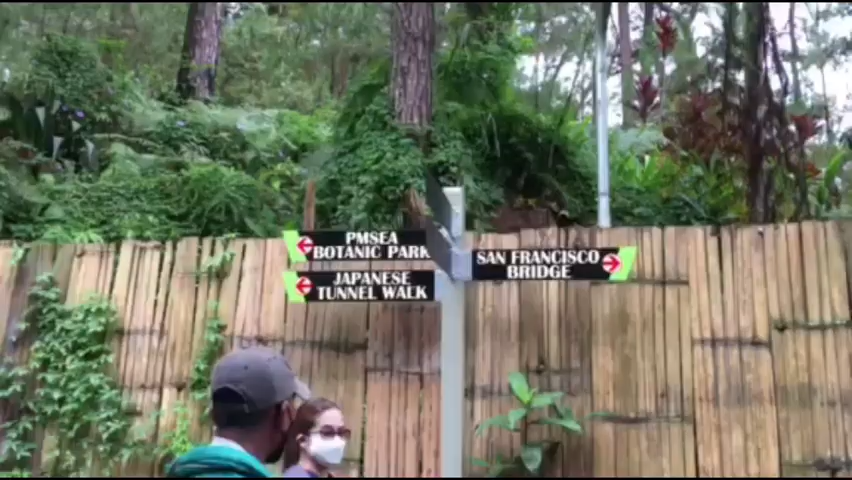 PMSEA
BOTANIC PARK
JAPANESE
TUNNEL WALK
SAN FRANCISCO
BRIDGE